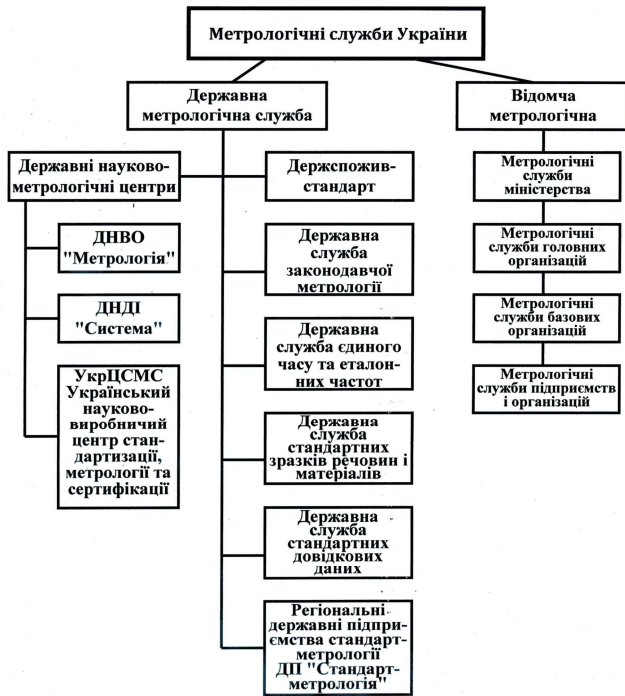 Метрологічні служби України
Державна
метрологічна служба
Відомча
метрологічна
Державні науково-
метрологічні центри
ДНВО
"Метрологія"
ДНДІ
"Система"
УкрЦСМС
Український
науково-
виробничий
центр стан-
дартизації,
метрології та
сертифікації
Держспожив-
стандарт
Державна
служба
законодавчої
метрології
Державна
служба єдиного
часу та еталон-
них частот
Державна
служба
стандартних
зразків речовин і
матеріалів
Державна
служба
стандартних
довідкових
даних
Регіональні
державні підпри-
ємства стандарт-
метрології
ДП "Стандарт-
метрологія"
Метрологічні
служби
міністерства
Метрологічні
служби головних
організацій
Метрологічні
служби базових
організацій
Метрологічні
служби підприємств
і організацій